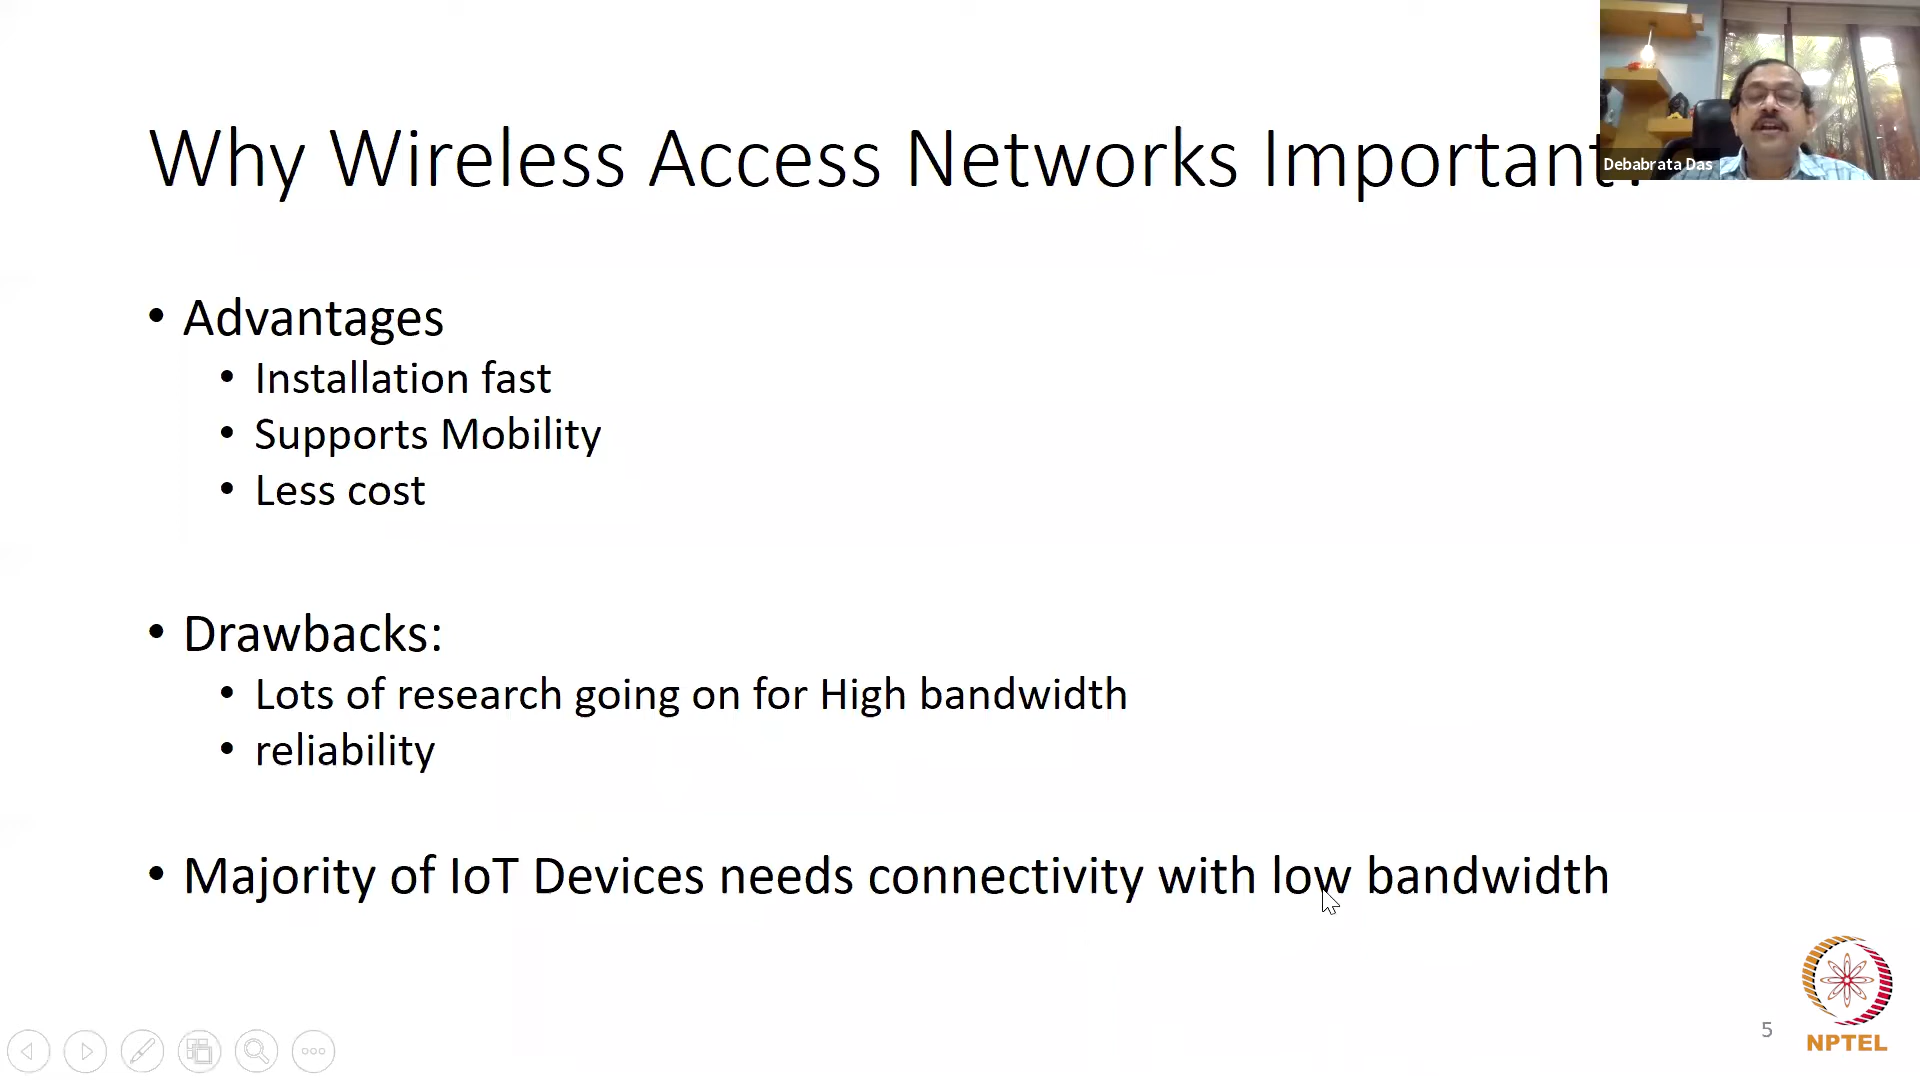 Why Wireless Access Networks Important?
Debabrata Das
• Advantages
• Installation fast
• Supports Mobility
• Less cost
• Drawbacks:
• Lots of research going on for High bandwidth
• reliability
• Majority of IoT Devices needs connectivity with low bandwidth
5
NPTEL